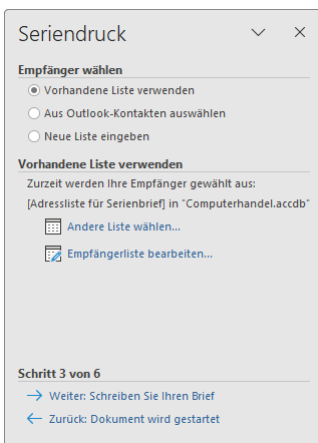 Seriendruck
Empfänger wählen
Vorhandene Liste verwenden
Aus Outlook-Kontakten auswählen
Neue Liste eingeben
Vorhandene Liste verwenden
Zurzeit werden Ihre Empfänger gewählt aus:
[Adressliste für Serienbrief] in "Computerhandel.accdb"
Andere Liste wählen...
Empfängerliste bearbeiten...
Schritt 3 von 6
Weiter: Schreiben Sie Ihren Brief
Zurück: Dokument wird gestartet